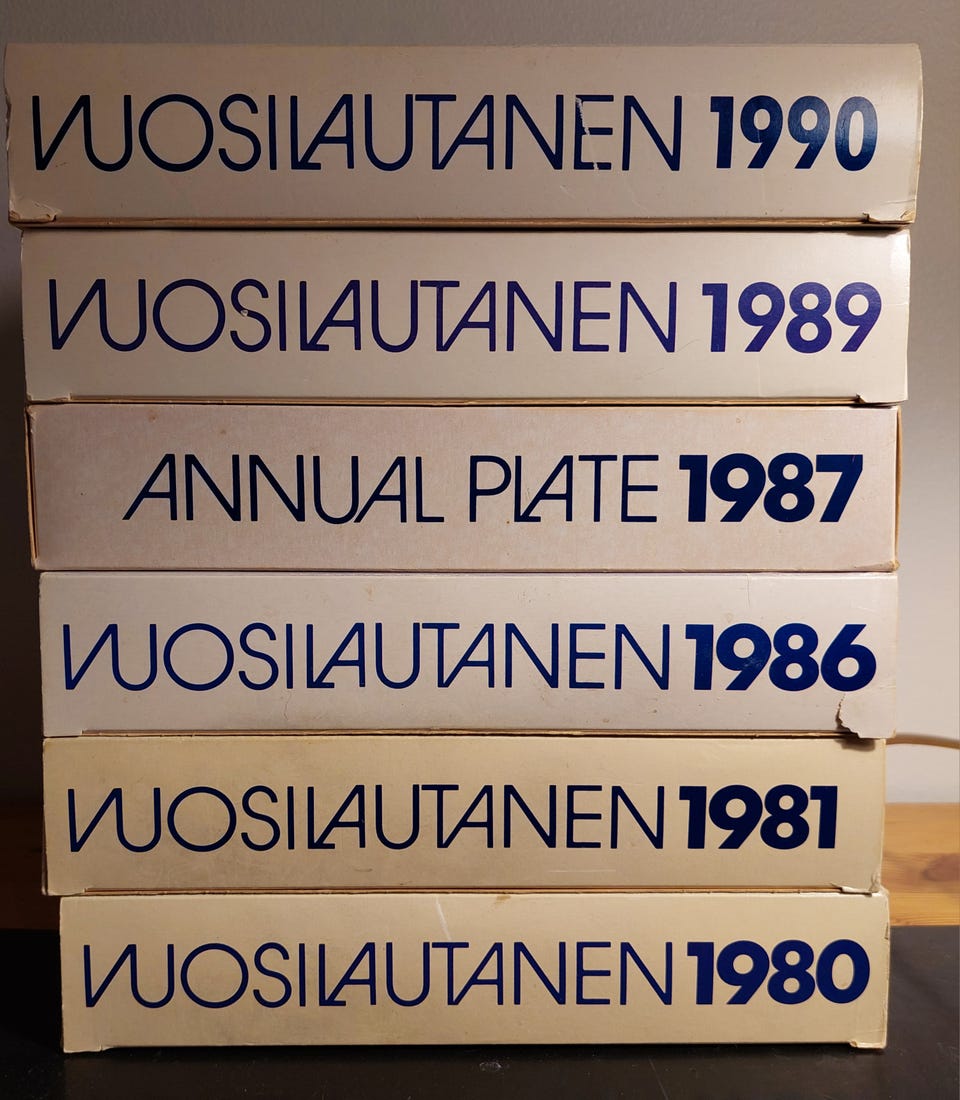 VUOSILAUTANEN 1990
VUOSILAUTANEN 1989
ANNUAL PLATE 1987
VUOSILAUTANEN 1986
VUOSILAUTANEN 1981
VUOSILAUTANEN 1980